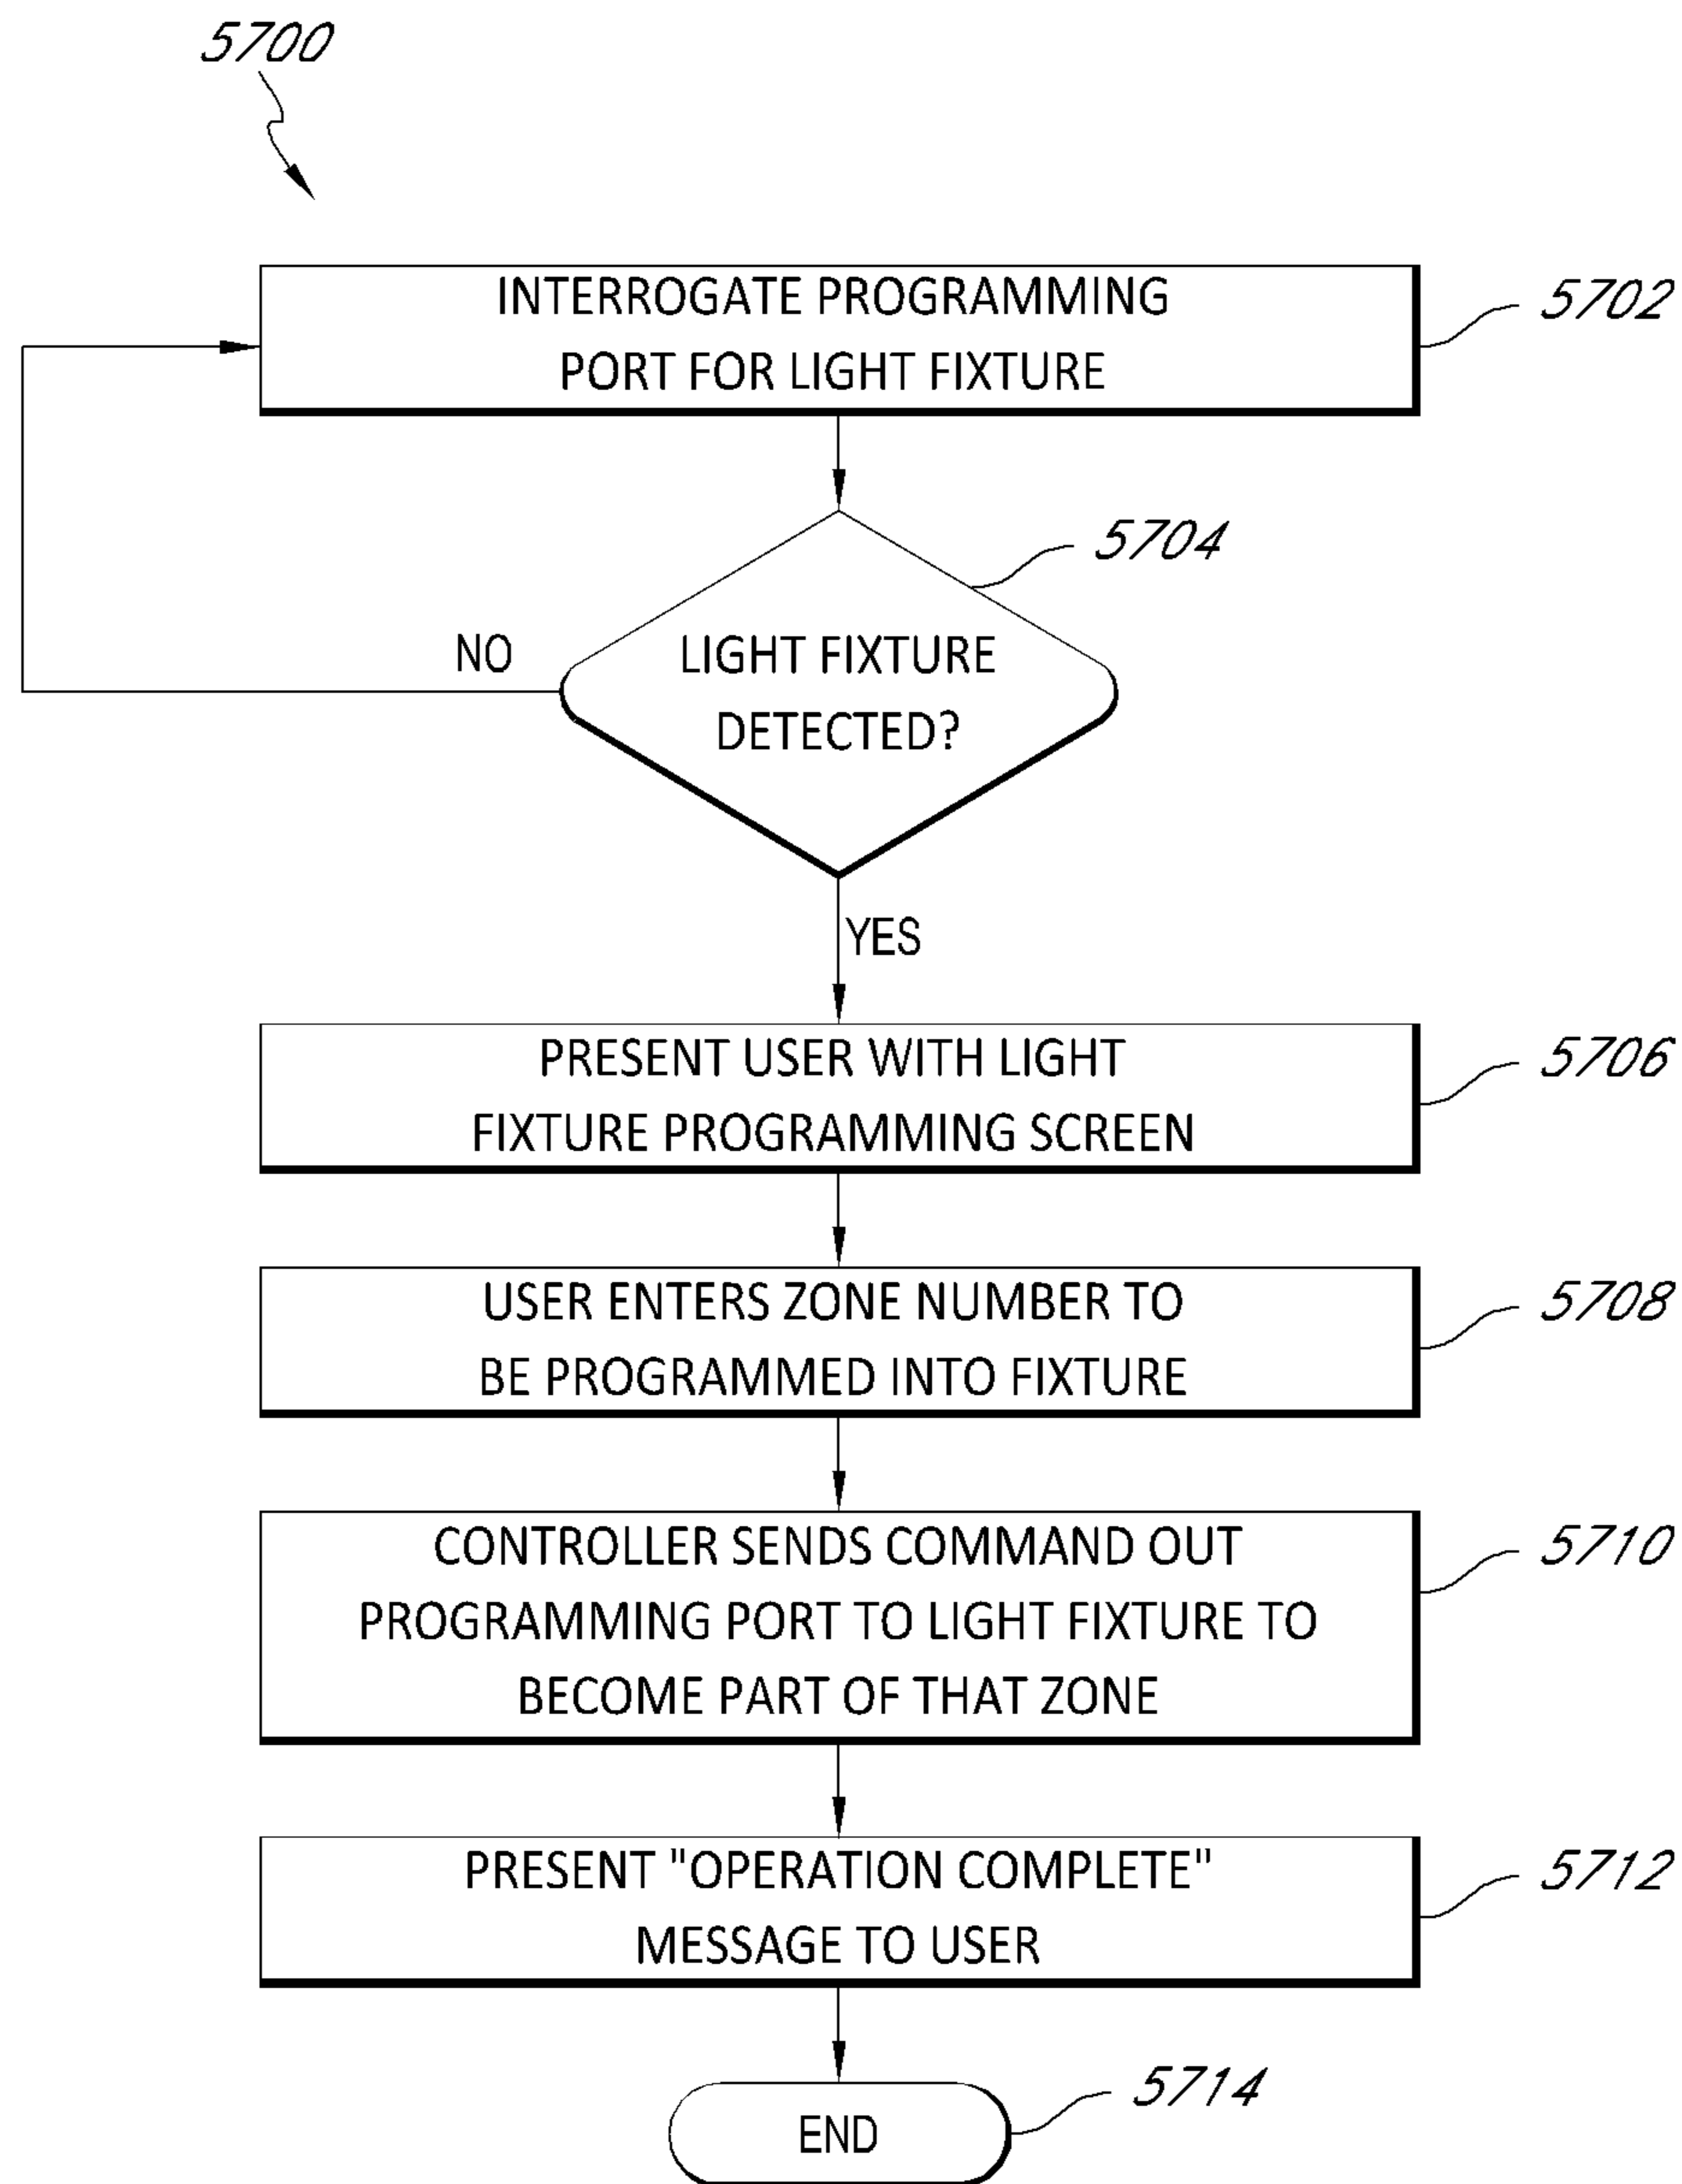 5700
INTERROGATE PROGRAMMING
PORT FOR LIGHT FIXTURE
5702
5704
NO
LIGHT FIXTURE
DETECTED?
YES
PRESENT USER WITH LIGHT
FIXTURE PROGRAMMING SCREEN
5706
USER ENTERS ZONE NUMBER TO
BE PROGRAMMED INTO FIXTURE
5708
CONTROLLER SENDS COMMAND OUT
PROGRAMMING PORT TO LIGHT FIXTURE TO
BECOME PART OF THAT ZONE
5710
PRESENT "OPERATION COMPLETE"
MESSAGE TO USER
5712
END
5714